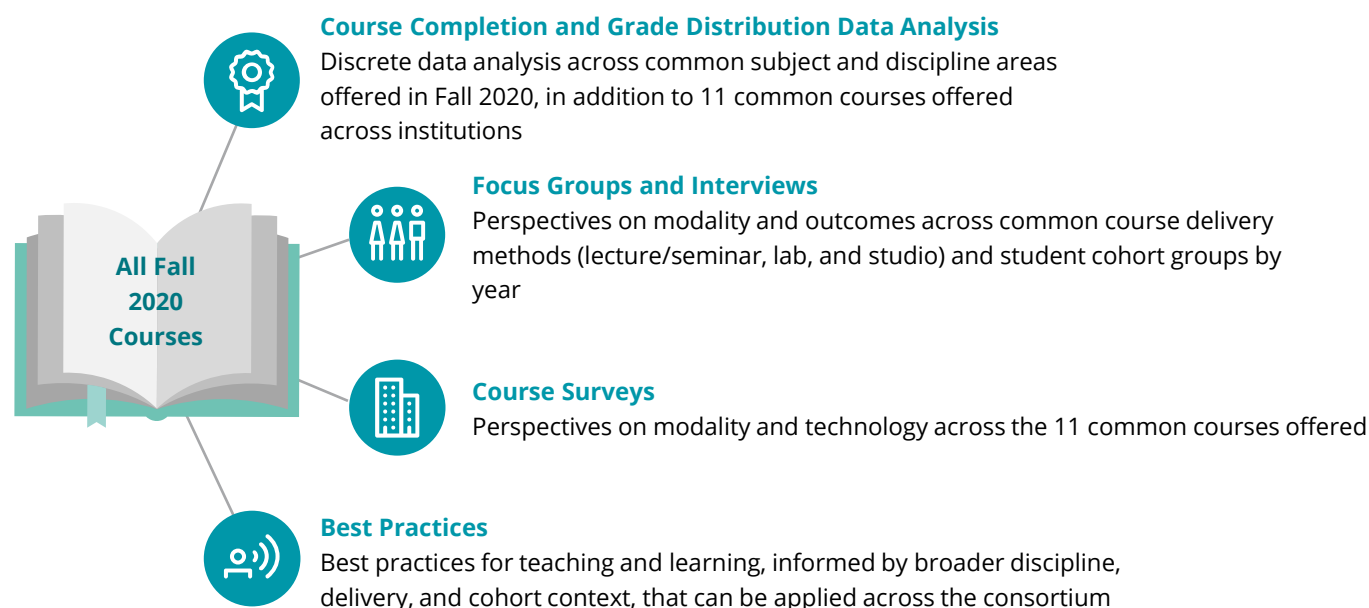 Course Completion and Grade Distribution Data Analysis
Discrete data analysis across common subject and discipline areas
offered in Fall 2020, in addition to 11 common courses offered
across institutions
Focus Groups and Interviews
Perspectives on modality and outcomes across common course delivery
methods (lecture/seminar, lab, and studio) and student cohort groups by
year
All Fall
2020
Courses
Course Surveys
Perspectives on modality and technology across the 11 common courses offered
Best Practices
Best practices for teaching and learning, informed by broader discipline,
delivery, and cohort context, that can be applied across the consortium